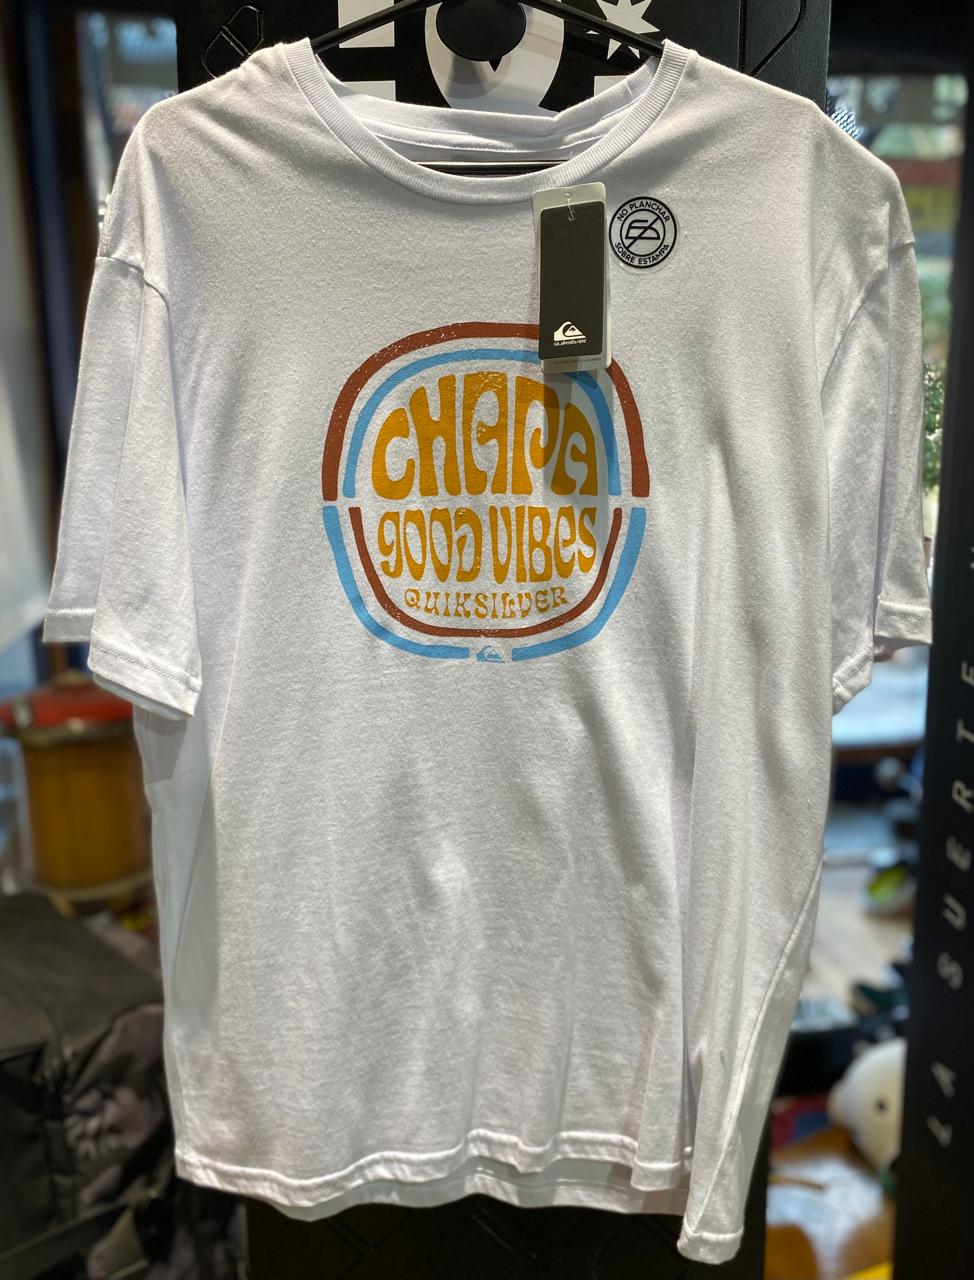 NO PLANCHAR
SOBRE ESTAMPA
Quiksilver
CHAPA
gOOD VIBes
QUIKSILVER
LA SUERTE